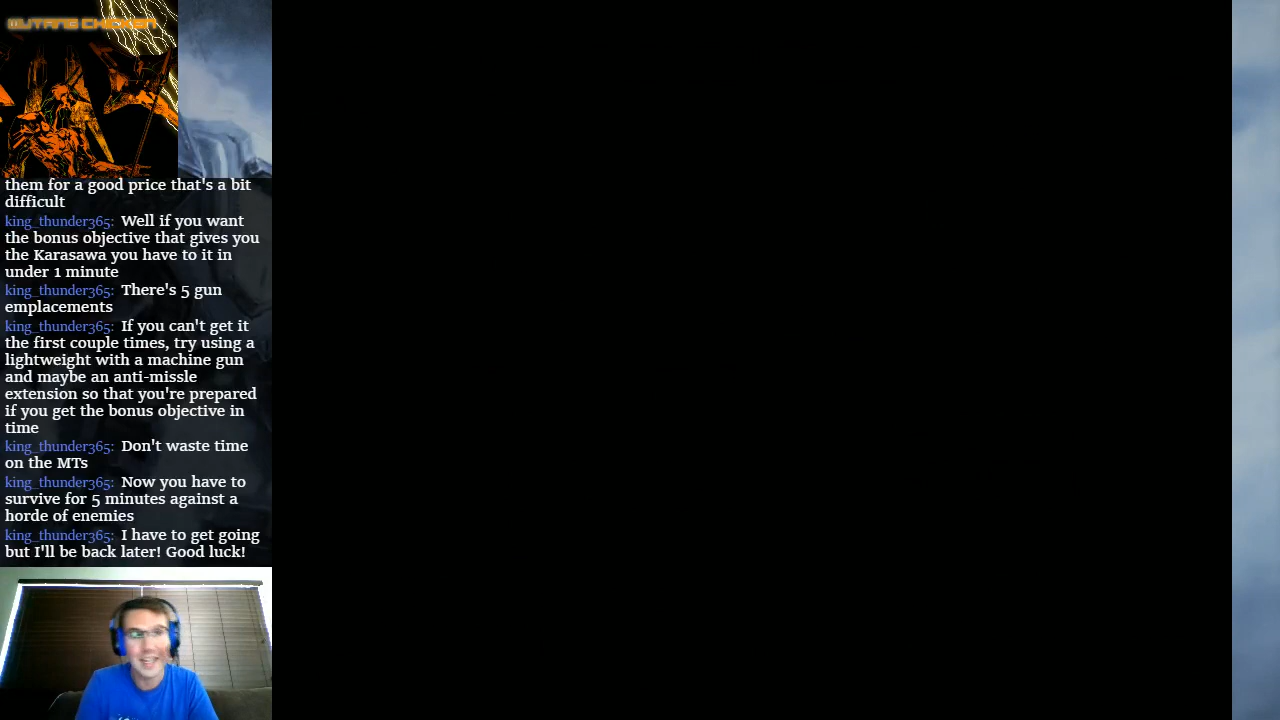 WUTANG CHICKEN
them for a good price that's a bit
difficult
king_thunder365: Well if you want
the bonus objective that gives you
the Karasawa you have to it in
under 1 minute
king_thunder365: There's 5 gun
emplacements
king_thunder365: If you can't get it
the first couple times, try using a
lightweight with a machine gun
and maybe an anti-missle
extension so that you're prepared
if you get the bonus objective in
time
king_thunder365: Don't waste time
on the MTs
king_thunder365: Now you have to
survive for 5 minutes against a
horde of enemies
king_thunder365: I have to get going
but I'll be back later! Good luck!